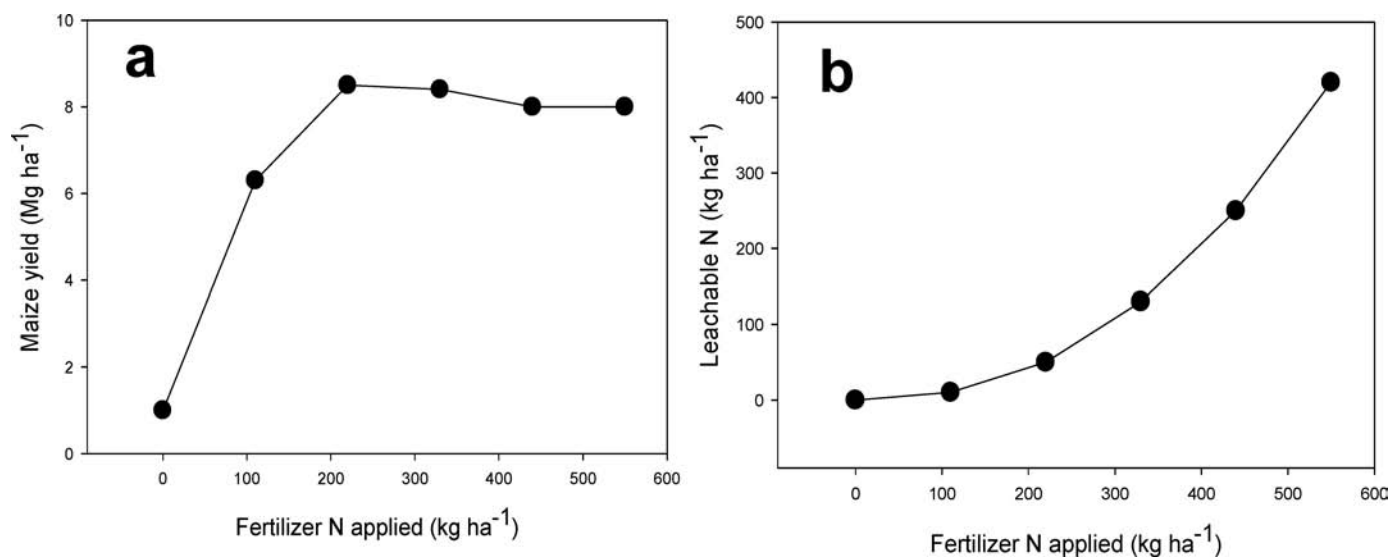 a
Maize yield (Mg ha⁻¹)
10
8
6
4
2
0
0 100 200 300 400 500 600
Fertilizer N applied (kg ha⁻¹)
b
Leachable N (kg ha⁻¹)
500
400
300
200
100
0
0 100 200 300 400 500 600
Fertilizer N applied (kg ha⁻¹)